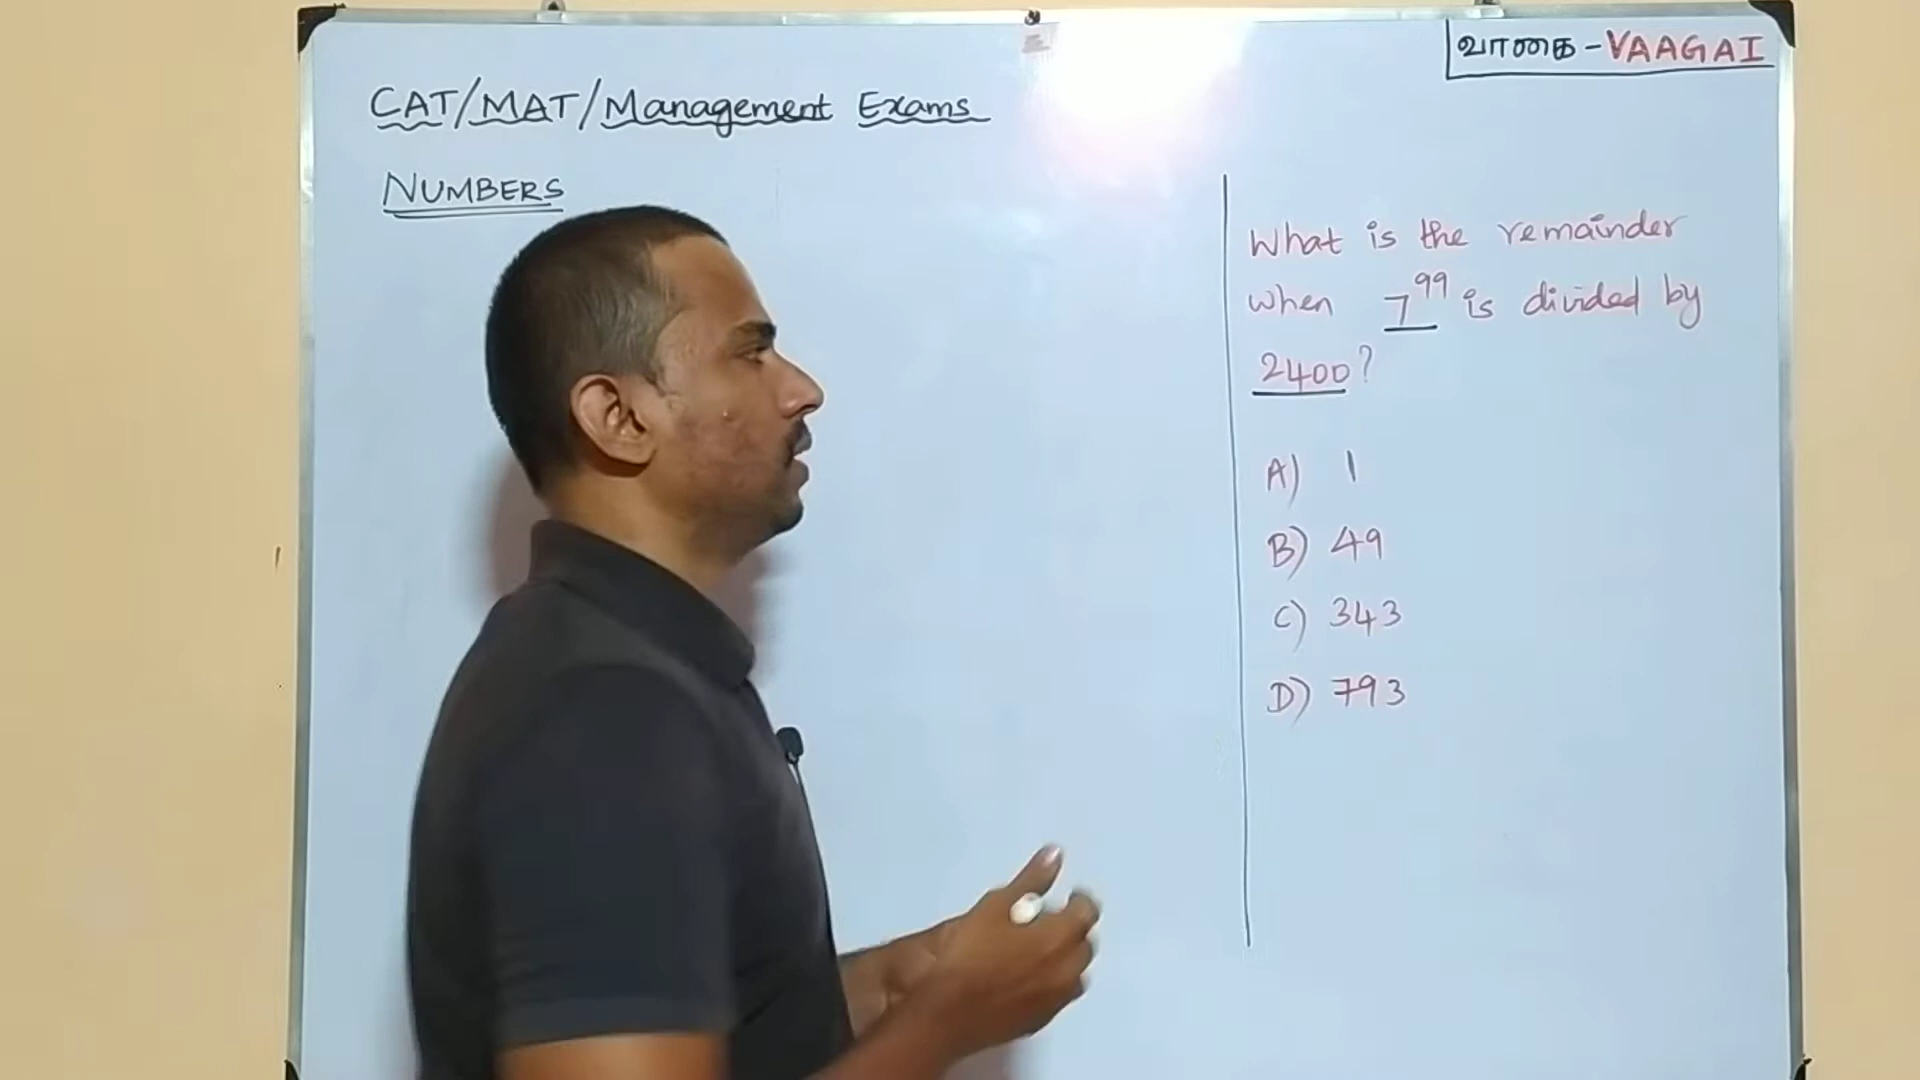 வாகை - VAAGAI
CAT/MAT/Management Exams
NUMBERS
What is the remainder
when 7^99 is divided by
2400?
A) 1
B) 49
C) 343
D) 793